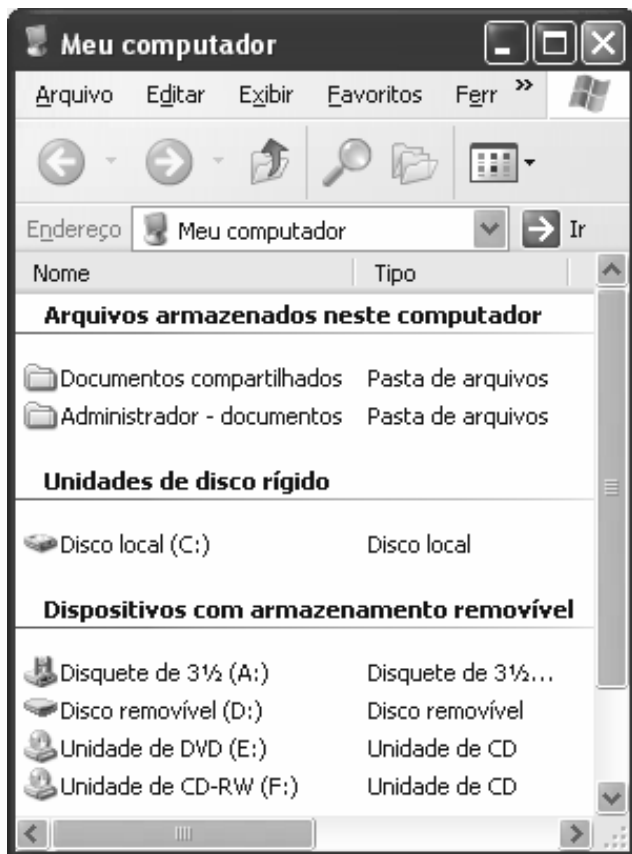 Meu computador
Arquivo Editar Exibir Favoritos Ferr »
Endereço Meu computador Ir
Nome Tipo
Arquivos armazenados neste computador
Documentos compartilhados Pasta de arquivos
Administrador - documentos Pasta de arquivos
Unidades de disco rígido
Disco local (C:) Disco local
Dispositivos com armazenamento removível
Disquete de 3½ (A:) Disquete de 3½...
Disco removível (D:) Disco removível
Unidade de DVD (E:) Unidade de CD
Unidade de CD-RW (F:) Unidade de CD